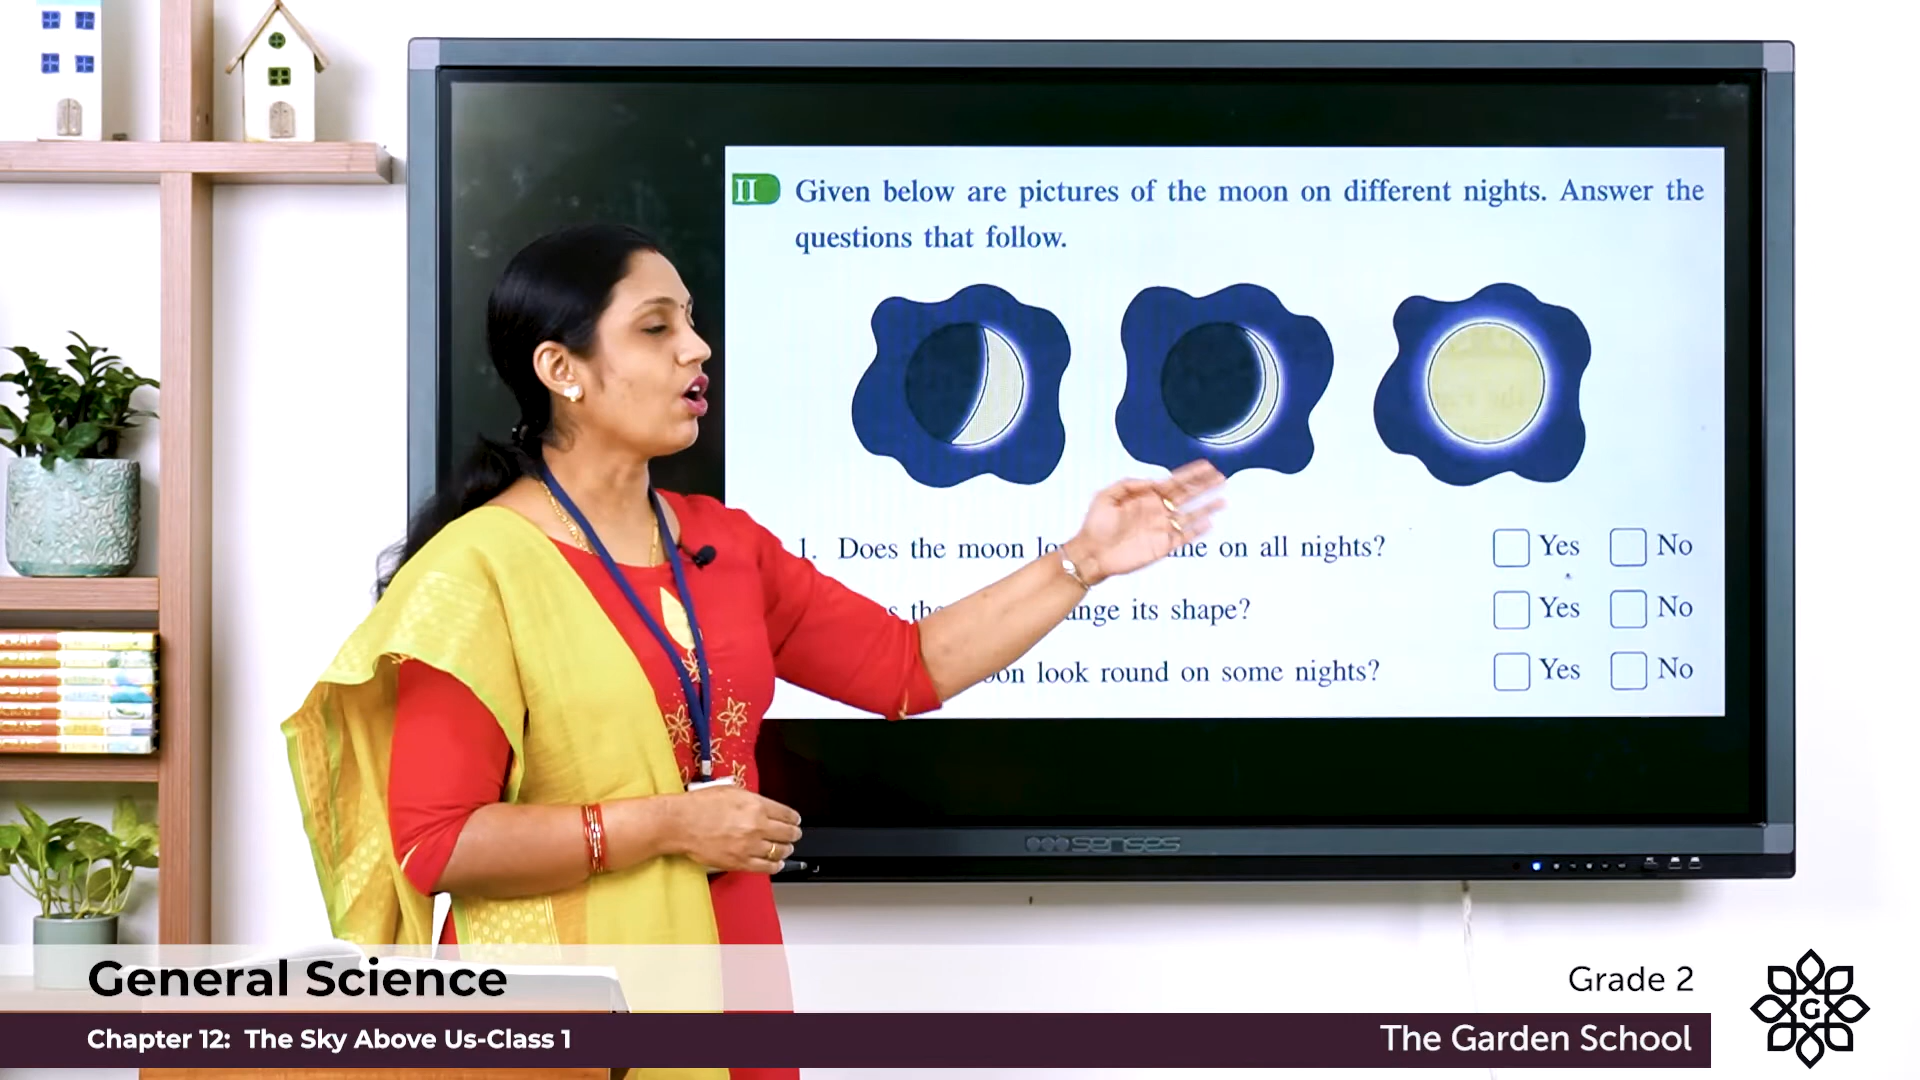 II Given below are pictures of the moon on different nights. Answer the
questions that follow.
1. Does the moon on all nights? Yes No
its shape? Yes No
look round on some nights? Yes No
senses
General Science
Grade 2
Chapter 12: The Sky Above Us-Class 1
The Garden School
G